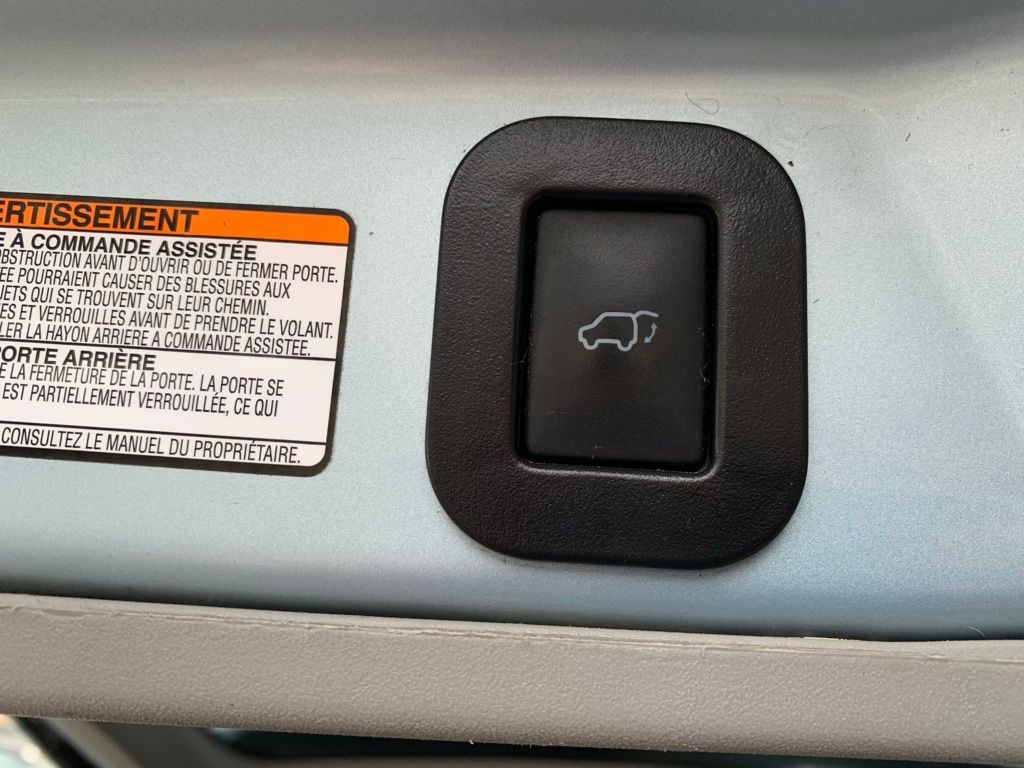 ERTISSEMENT
E À COMMANDE ASSISTÉE
OBSTRUCTION AVANT D'OUVRIR OU DE FERMER PORTE.
EE POURRAIENT CAUSER DES BLESSURES AUX
JETS QUI SE TROUVENT SUR LEUR CHEMIN.
ES ET VERROUILLES AVANT DE PRENDRE LE VOLANT.
LER LA HAYON ARRIERE A COMMANDE ASSISTEE.
PORTE ARRIÈRE
E LA FERMETURE DE LA PORTE. LA PORTE SE
EST PARTIELLEMENT VERROUILLÉE, CE QUI
CONSULTEZ LE MANUEL DU PROPRIÉTAIRE.